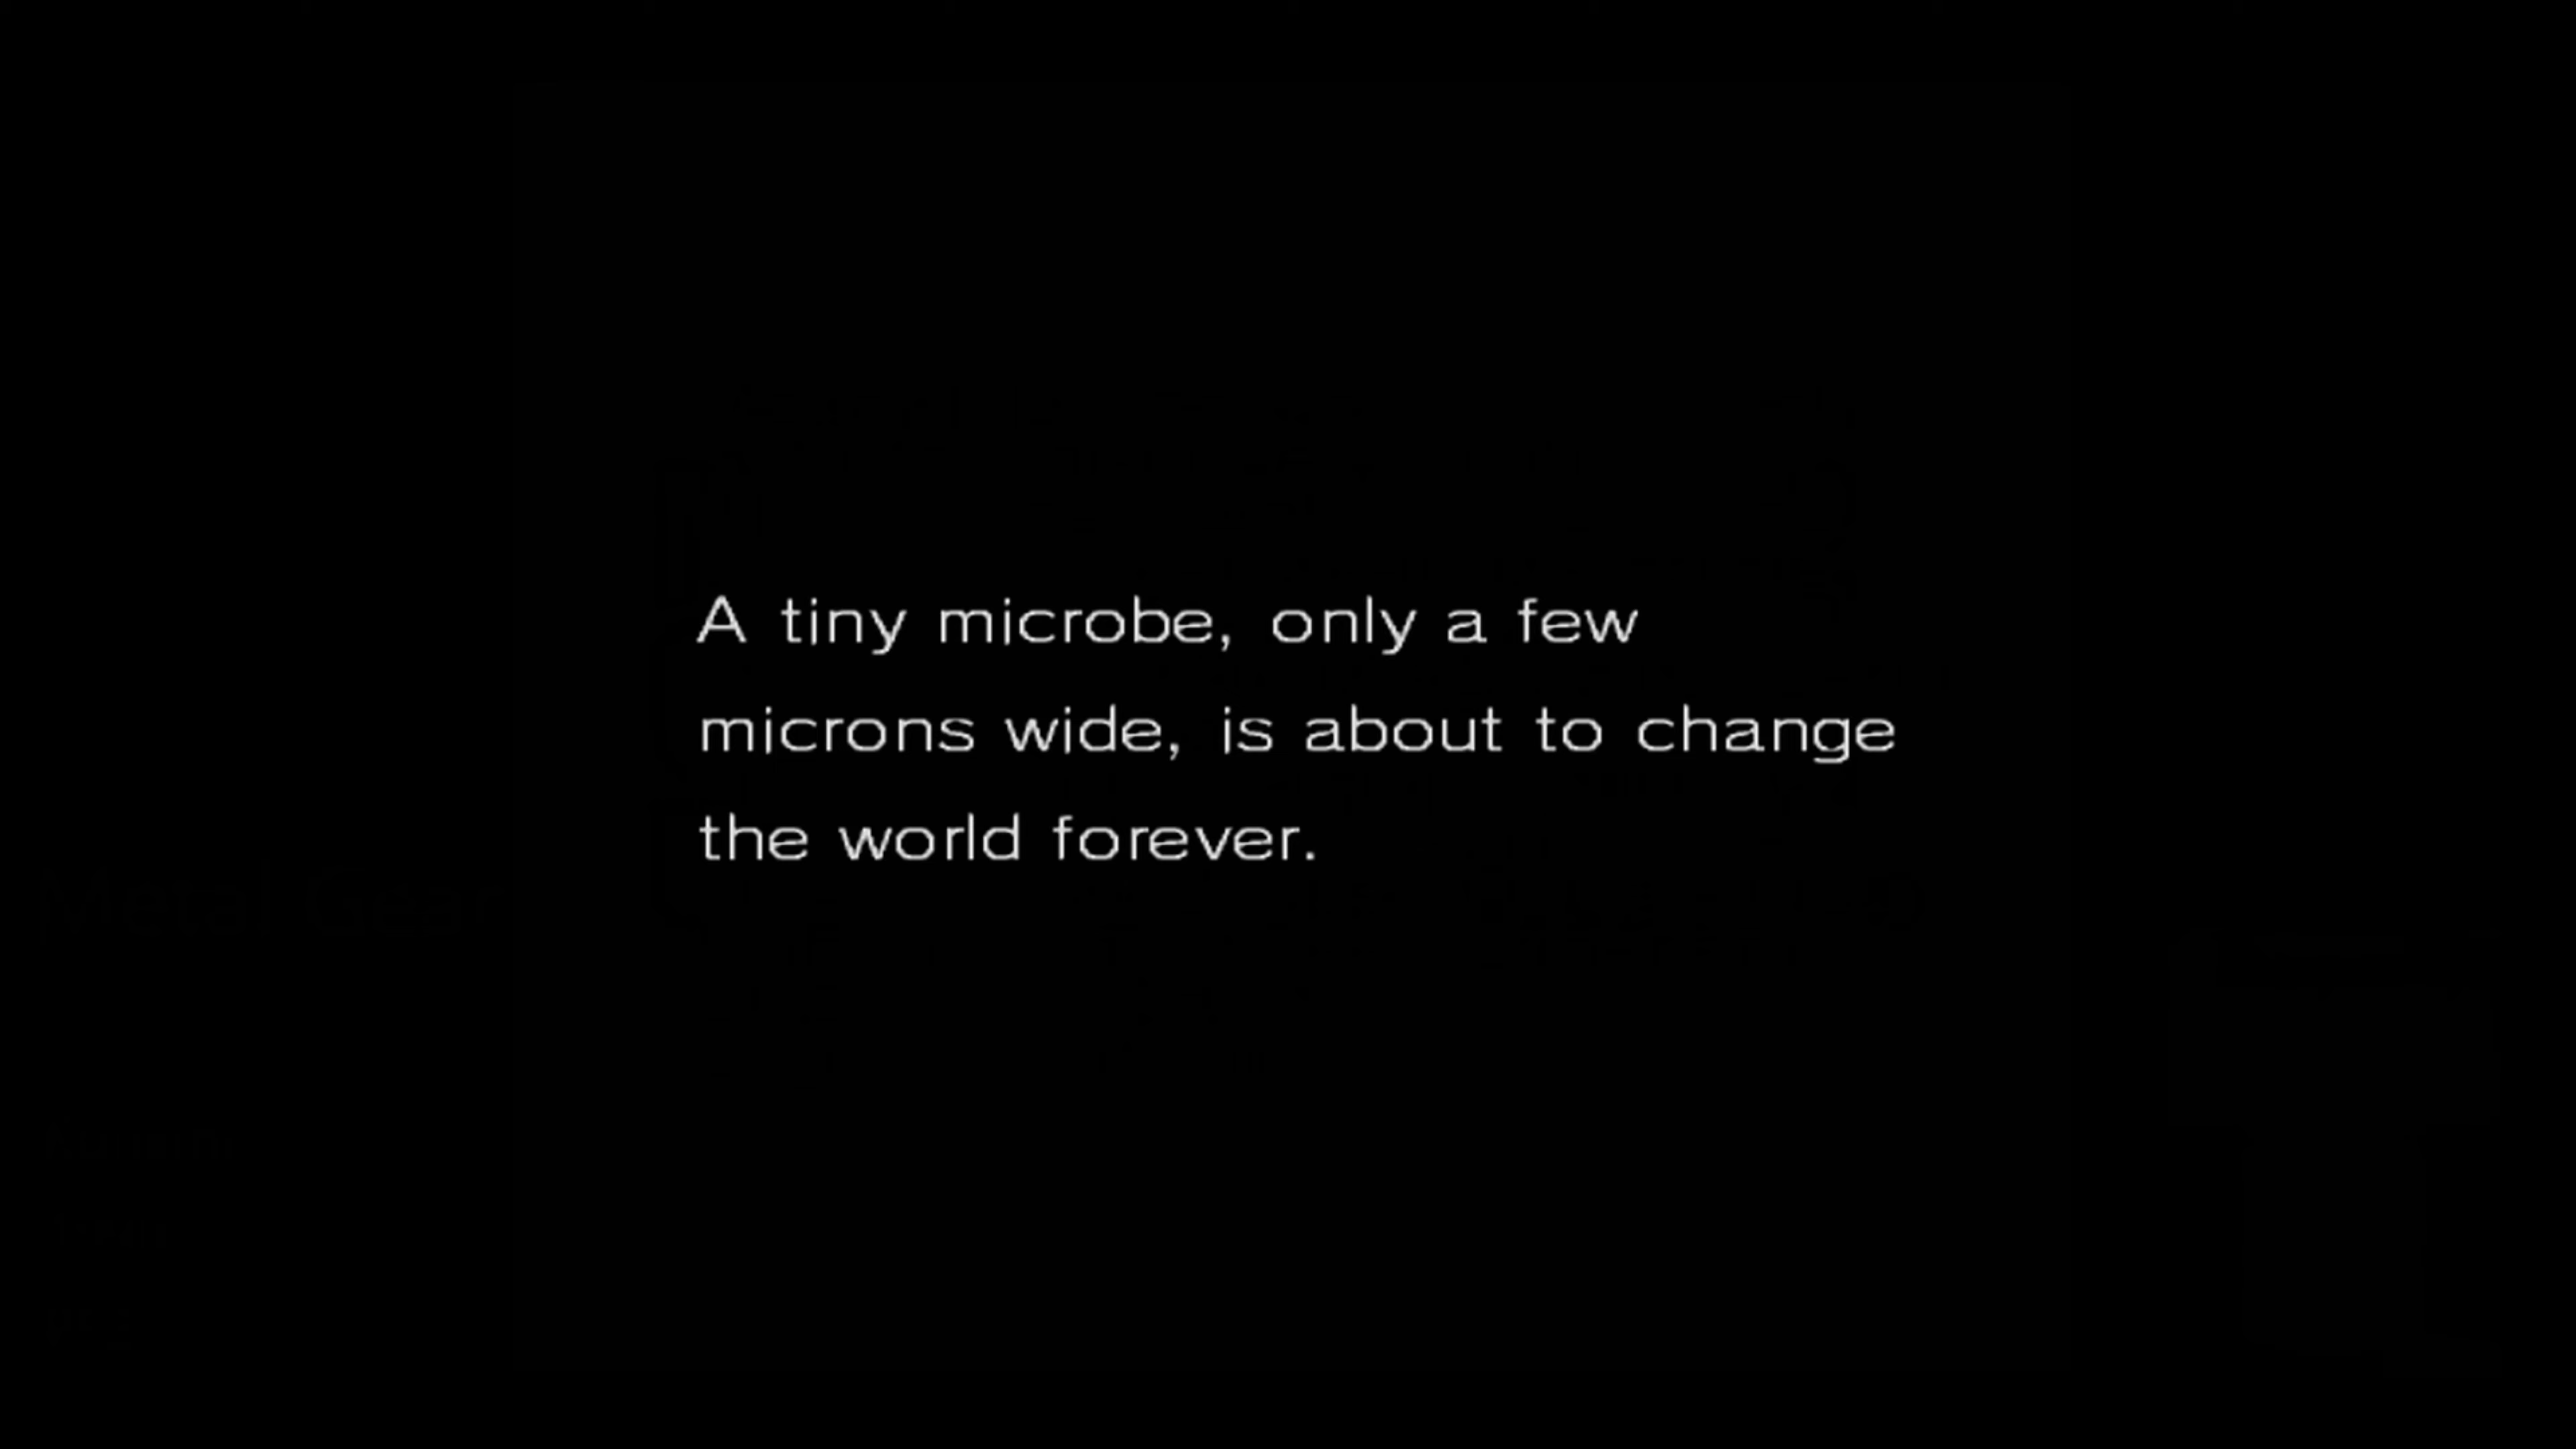 A tiny microbe, only a few
microns wide, is about to change
the world forever.